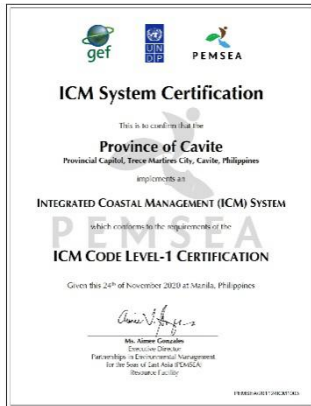 gef
U N
D P
PEMSEA
ICM System Certification
This is to confirm that the
Province of Cavite
Provincial Capitol, Trece Martires City, Cavite, Philippines
implements an
INTEGRATED COASTAL MANAGEMENT (ICM) SYSTEM
which conforms to the requirements of the
PEMSEA
ICM CODE LEVEL-1 CERTIFICATION
Given this 24th of November 2020 at Manila, Philippines
Ms. Aimee Gonzales
Executive Director
Partnerships in Environmental Management
for the Seas of East Asia (PEMSEA)
Resource Facility